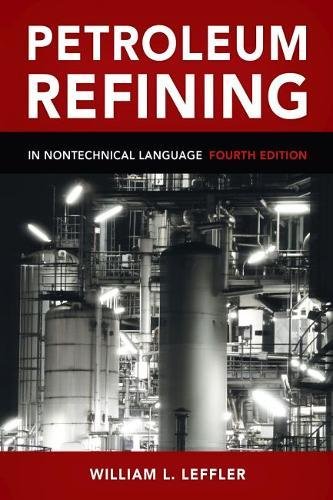 PETROLEUM
REFINING
IN NONTECHNICAL LANGUAGE FOURTH EDITION
WILLIAM L. LEFFLER